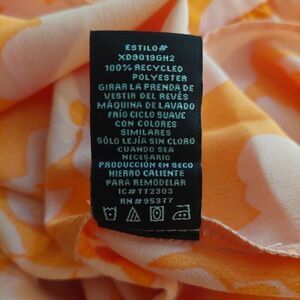 ESTILO#
XD9019GH2
100% RECYCLED
POLYESTER
GIRAR LA PRENDA DE
VESTIR DEL REVÉS
MÁQUINA DE LAVADO
FRÍO CICLO SUAVE
CON COLORES
SIMILARES
SÓLO LEJÍA SIN CLORO
CUANDO SEA
NECESARIO
PRODUCCIÓN EN SECO
HIERRO CALIENTE
PARA REMODELAR
IC#TT2303
RN#95377